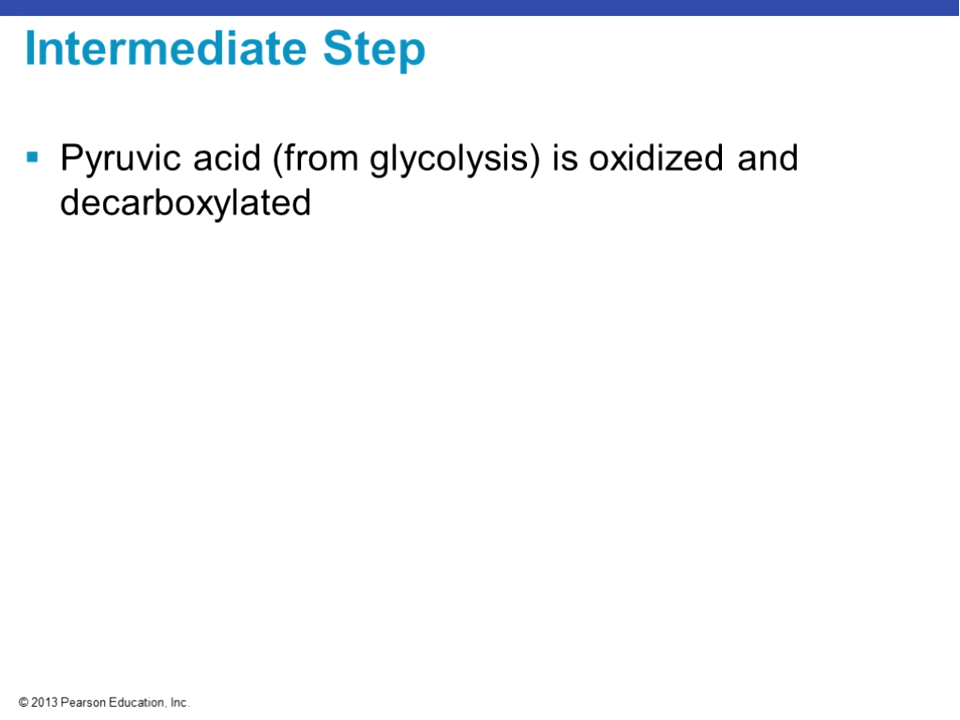 Intermediate Step
▪ Pyruvic acid (from glycolysis) is oxidized and
decarboxylated
© 2013 Pearson Education, Inc.